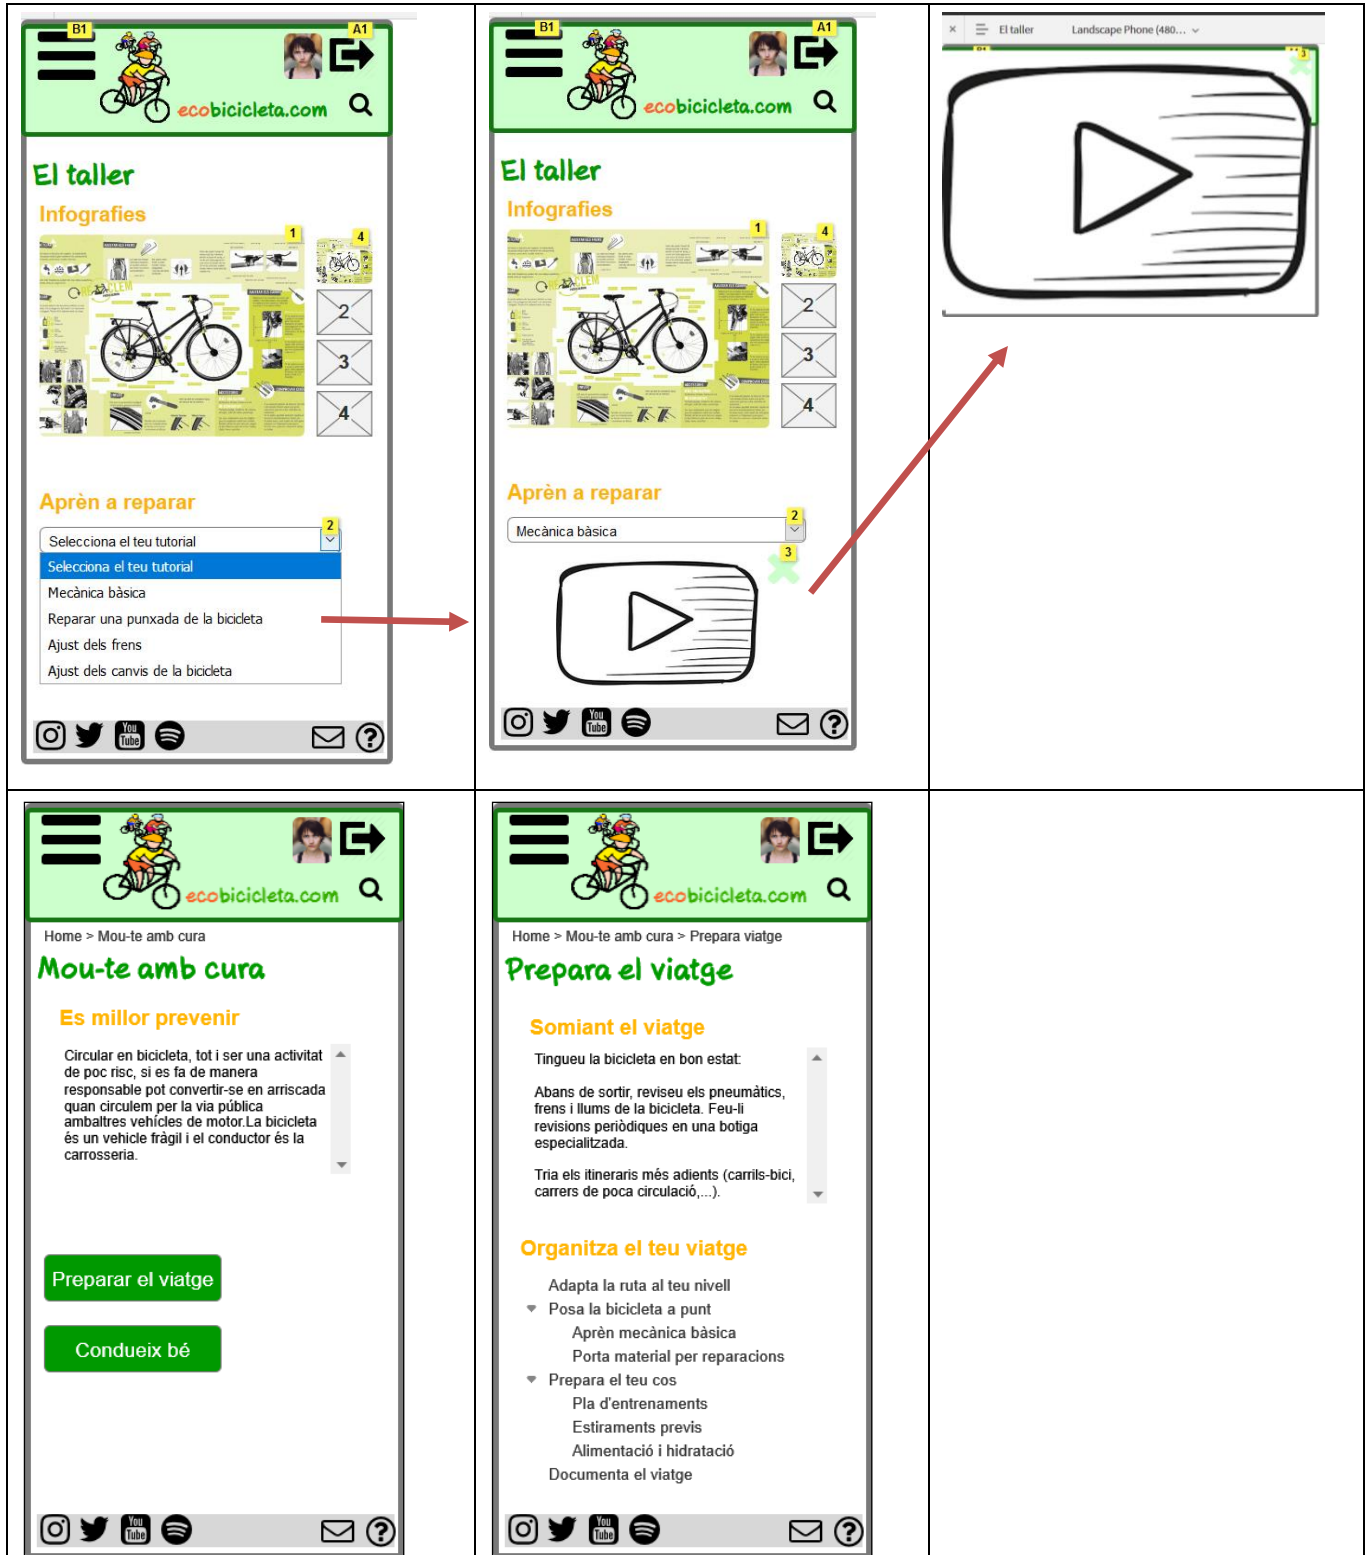 B1
A1
ecobicicleta.com
El taller
Infografies
1
4
2
3
4
Aprèn a reparar
2
Selecciona el teu tutorial
Selecciona el teu tutorial
Mecànica bàsica
Reparar una punxada de la bicicleta
Ajust dels frens
Ajust dels canvis de la bicicleta
You
Tube
B1
A1
ecobicicleta.com
El taller
Infografies
1
4
2
3
4
Aprèn a reparar
2
Mecànica bàsica
3
You
Tube
El taller
Landscape Phone (480...
3
ecobicicleta.com
Home > Mou-te amb cura
Mou-te amb cura
Es millor prevenir
Circular en bicicleta, tot i ser una activitat
de poc risc, si es fa de manera
responsable pot convertir-se en arriscada
quan circulem per la via pública
ambaltres vehícles de motor.La bicicleta
és un vehicle fràgil i el conductor és la
carrosseria.
Preparar el viatge
Condueix bé
You
Tube
ecobicicleta.com
Home > Mou-te amb cura > Prepara viatge
Prepara el viatge
Somiant el viatge
Tingueu la bicicleta en bon estat:
Abans de sortir, reviseu els pneumàtics,
frens i llums de la bicicleta. Feu-li
revisions periòdiques en una botiga
especialitzada.
Tria els itineraris més adients (carrils-bici,
carrers de poca circulació,...).
Organitza el teu viatge
Adapta la ruta al teu nivell
Posa la bicicleta a punt
Aprèn mecànica bàsica
Porta material per reparacions
Prepara el teu cos
Pla d'entrenaments
Estiraments previs
Alimentació i hidratació
Documenta el viatge
You
Tube